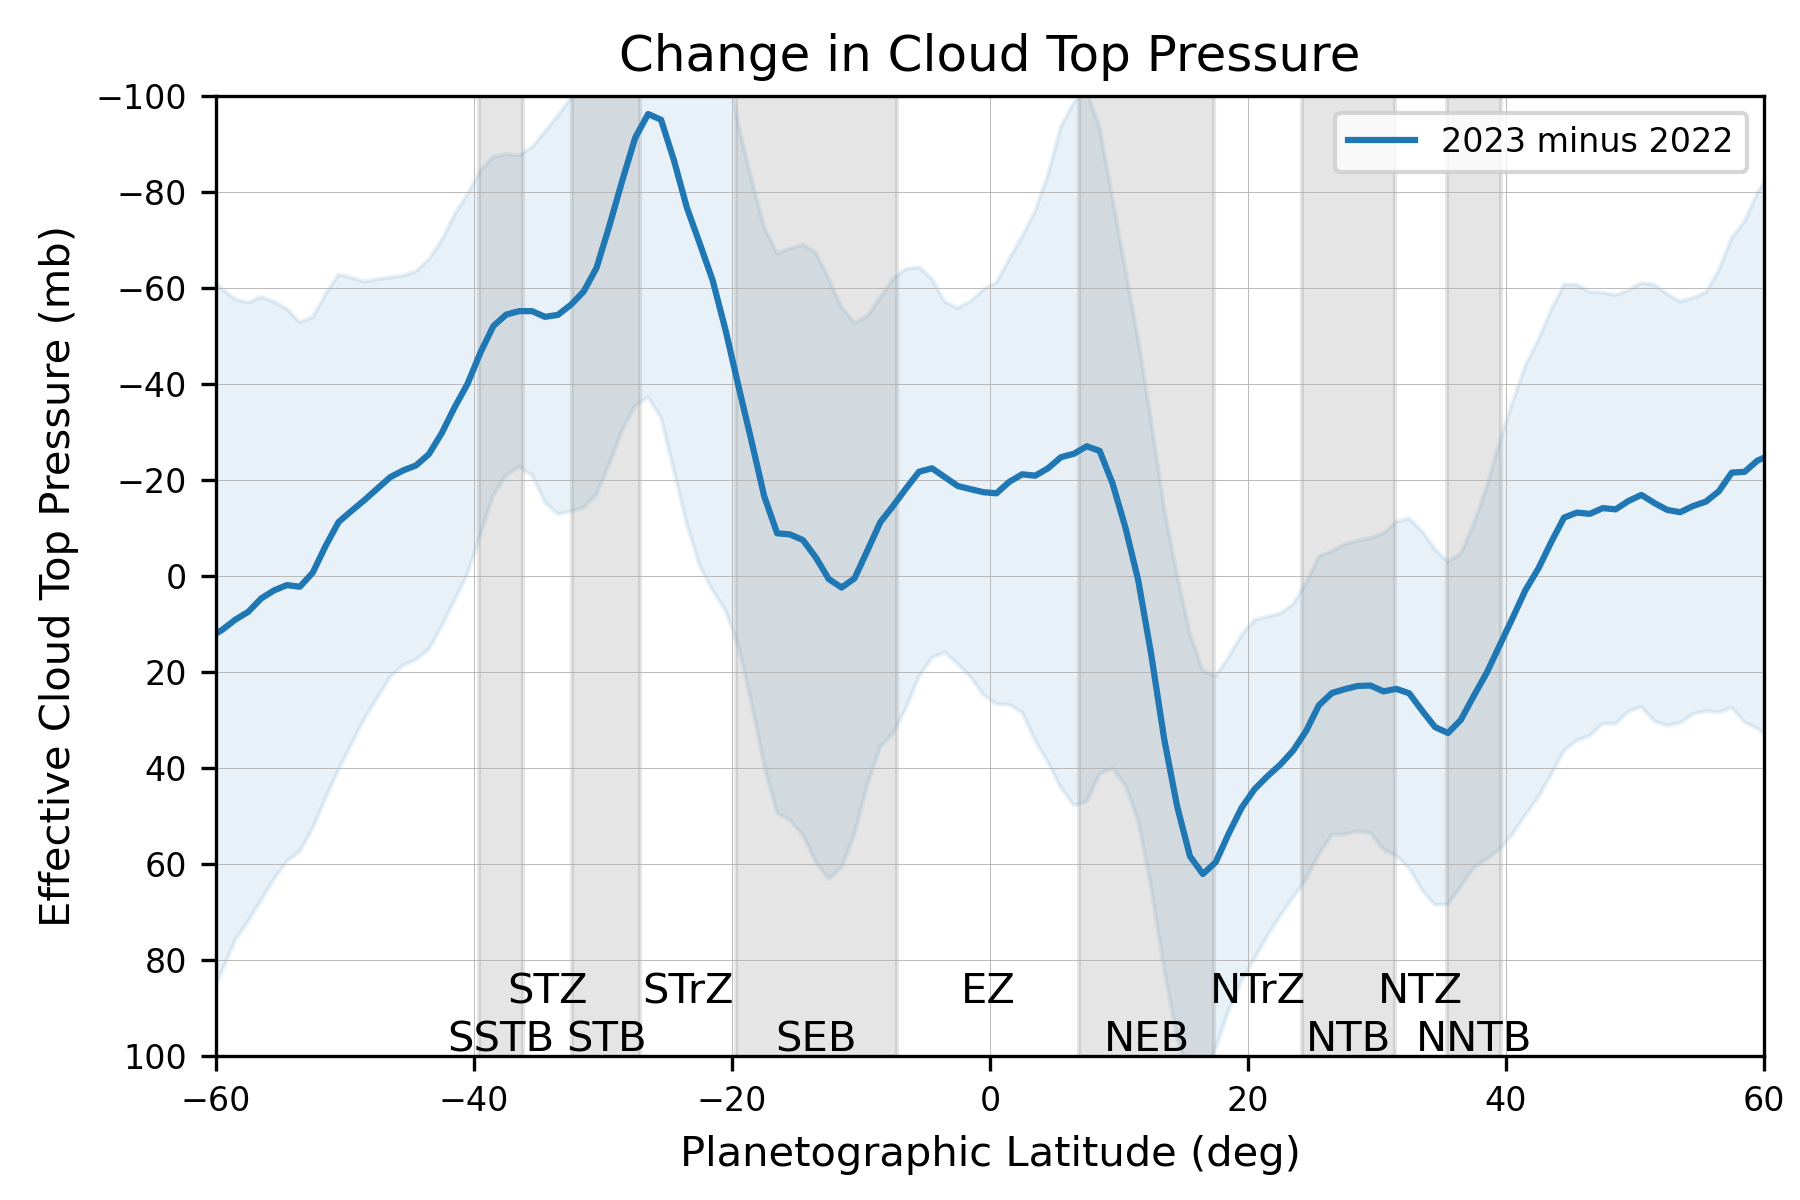 Change in Cloud Top Pressure
Effective Cloud Top Pressure (mb)
−100
−80
−60
−40
−20
0
20
40
60
80
100
2023 minus 2022
STZ STrZ EZ NTrZ NTZ
SSTB STB SEB NEB NTB NNTB
−60 −40 −20 0 20 40 60
Planetographic Latitude (deg)